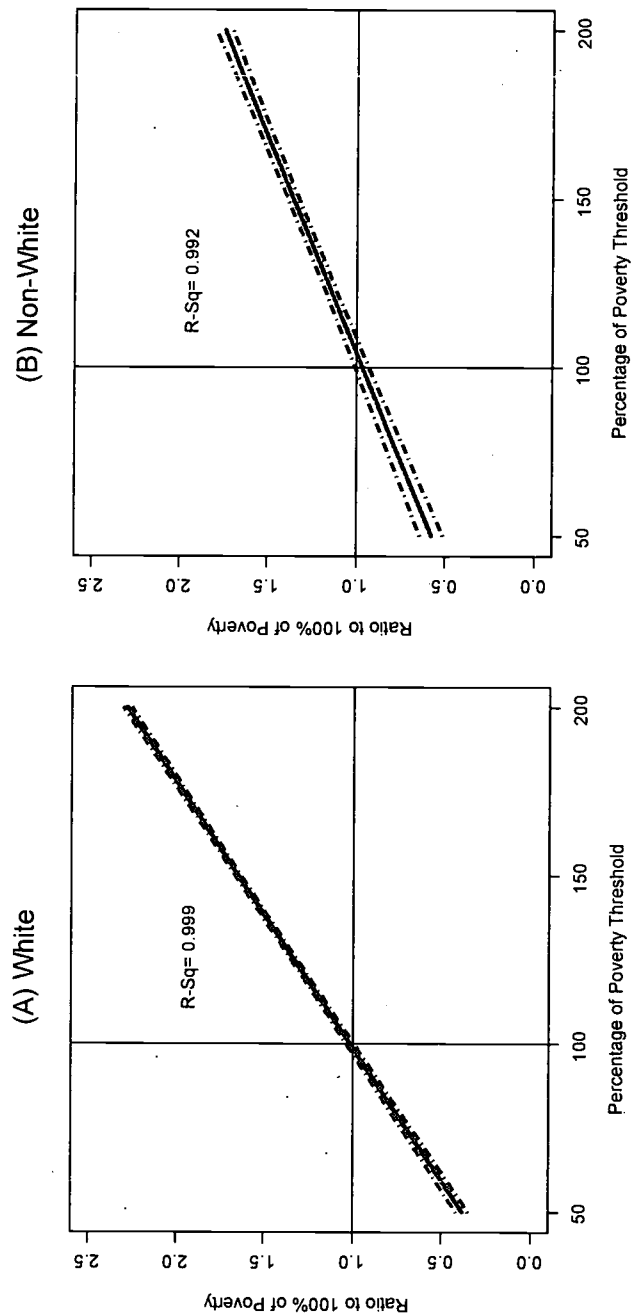 (A) White
R-Sq= 0.999
Ratio to 100% of Poverty
2.5
2.0
1.5
1.0
0.5
0.0
50
100
150
200
Percentage of Poverty Threshold
(B) Non-White
R-Sq= 0.992
Ratio to 100% of Poverty
2.5
2.0
1.5
1.0
0.5
0.0
50
100
150
200
Percentage of Poverty Threshold